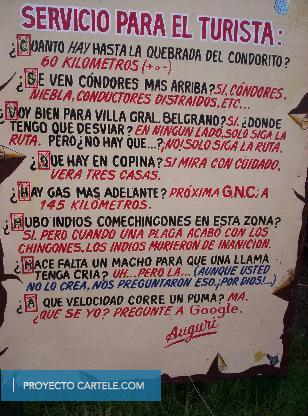 SERVICIO PARA EL TURISTA:
¿CUANTO HAY HASTA LA QUEBRADA DEL CONDORITO?
60 KILOMETROS (+o-)
¿SE VEN CÓNDORES MAS ARRIBA? SI, CÓNDORES,
NIEBLA, CONDUCTORES DISTRAIDOS, ETC...
¿VOY BIEN PARA VILLA GRAL. BELGRANO? SI. ¿DONDE
TENGO QUE DESVIAR? EN NINGUN LADO, SOLO SIGA LA
RUTA. PERO ¿NO HAY QUE...? ¡NO! SOLO SIGA LA RUTA.
¿QUE HAY EN COPINA? SI MIRA CON CUIDADO,
VERA TRES CASAS.
¿HAY GAS MAS ADELANTE? PRÓXIMA G.N.C.: A
145 KILOMETROS.
¿HUBO INDIOS COMECHINGONES EN ESTA ZONA?
SI, PERO CUANDO UNA PLAGA ACABO CON LOS
CHINGONES, LOS INDIOS MURIERON DE INANICION.
¿HACE FALTA UN MACHO PARA QUE UNA LLAMA
TENGA CRIA? UH... PERO LA... (AUNQUE USTED
NO LO CREA, NOS PREGUNTARON ESO, ¡POR DIOS!...)
¿A QUE VELOCIDAD CORRE UN PUMA? MA.
¿QUE SE YO? PREGUNTE A Google.
Auguri
PROYECTO CARTELE.COM